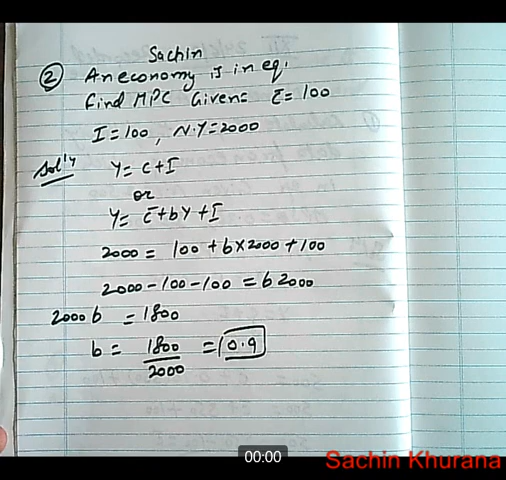 Sachin
② An economy is in eq.
find MPC Given= C̄= 100
I=100, N.Y=2000
Sol'y Y= C+I
or
Y= C̄+bY+I
2000 = 100+b×2000+100
2000-100-100 = b 2000
2000b = 1800
b = 1800/2000 = 0.9
00:00
Sachin Khurana